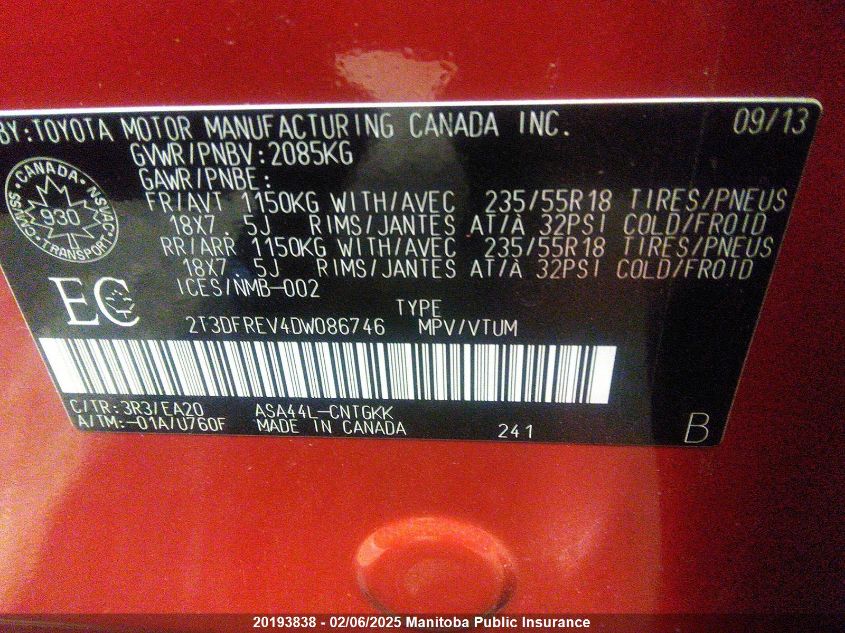 BY:TOYOTA MOTOR MANUFACTURING CANADA INC. 09/13
GVWR/PNBV:2085KG
GAWR/PNBE:
FR/AVT 1150KG WITH/AVEC 235/55R18 TIRES/PNEUS
18X7.5J RIMS/JANTES AT/À 32PSI COLD/FROID
RR/ARR 1150KG WITH/AVEC 235/55R18 TIRES/PNEUS
18X7.5J RIMS/JANTES AT/À 32PSI COLD/FROID
ICES/NMB-002
CANADA
930
TRANSPORT
CMVSS NSVAC
EC
TYPE
2T3DFREV4DW086746 MPV/VTUM
C/TR:3R3/EA20 ASA44L-CNTGKK
A/TM:-01A/U760F MADE IN CANADA 241 B
20193838 - 02/06/2025 Manitoba Public Insurance